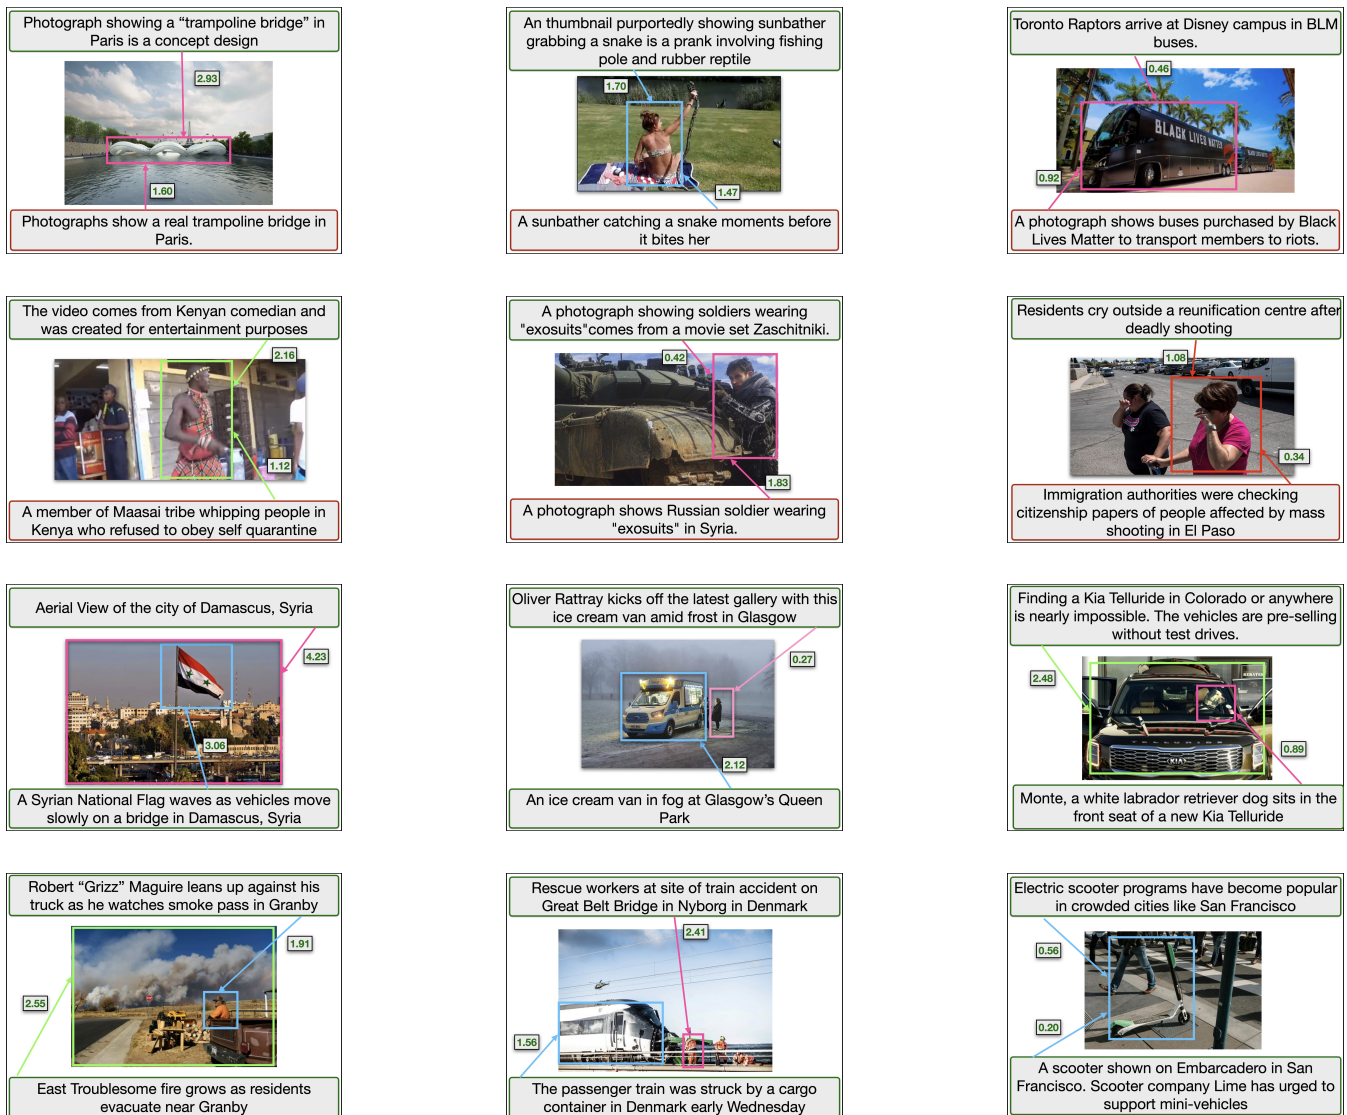 Photograph showing a “trampoline bridge” in
Paris is a concept design
2.93
1.60
Photographs show a real trampoline bridge in
Paris.
An thumbnail purportedly showing sunbather
grabbing a snake is a prank involving fishing
pole and rubber reptile
1.70
1.47
A sunbather catching a snake moments before
it bites her
Toronto Raptors arrive at Disney campus in BLM
buses.
0.46
BLACK LIVES MATTER
0.92
A photograph shows buses purchased by Black
Lives Matter to transport members to riots.
The video comes from Kenyan comedian and
was created for entertainment purposes
2.16
1.12
A member of Maasai tribe whipping people in
Kenya who refused to obey self quarantine
A photograph showing soldiers wearing
"exosuits"comes from a movie set Zaschitniki.
0.42
1.83
A photograph shows Russian soldier wearing
"exosuits" in Syria.
Residents cry outside a reunification centre after
deadly shooting
1.08
0.34
Immigration authorities were checking
citizenship papers of people affected by mass
shooting in El Paso
Aerial View of the city of Damascus, Syria
4.23
3.06
A Syrian National Flag waves as vehicles move
slowly on a bridge in Damascus, Syria
Oliver Rattray kicks off the latest gallery with this
ice cream van amid frost in Glasgow
0.27
2.12
An ice cream van in fog at Glasgow’s Queen
Park
Finding a Kia Telluride in Colorado or anywhere
is nearly impossible. The vehicles are pre-selling
without test drives.
2.48
TELLURIDE
KIA
0.89
Monte, a white labrador retriever dog sits in the
front seat of a new Kia Telluride
Robert “Grizz” Maguire leans up against his
truck as he watches smoke pass in Granby
1.91
2.55
East Troublesome fire grows as residents
evacuate near Granby
Rescue workers at site of train accident on
Great Belt Bridge in Nyborg in Denmark
2.41
1.56
The passenger train was struck by a cargo
container in Denmark early Wednesday
Electric scooter programs have become popular
in crowded cities like San Francisco
0.56
0.20
A scooter shown on Embarcadero in San
Francisco. Scooter company Lime has urged to
support mini-vehicles